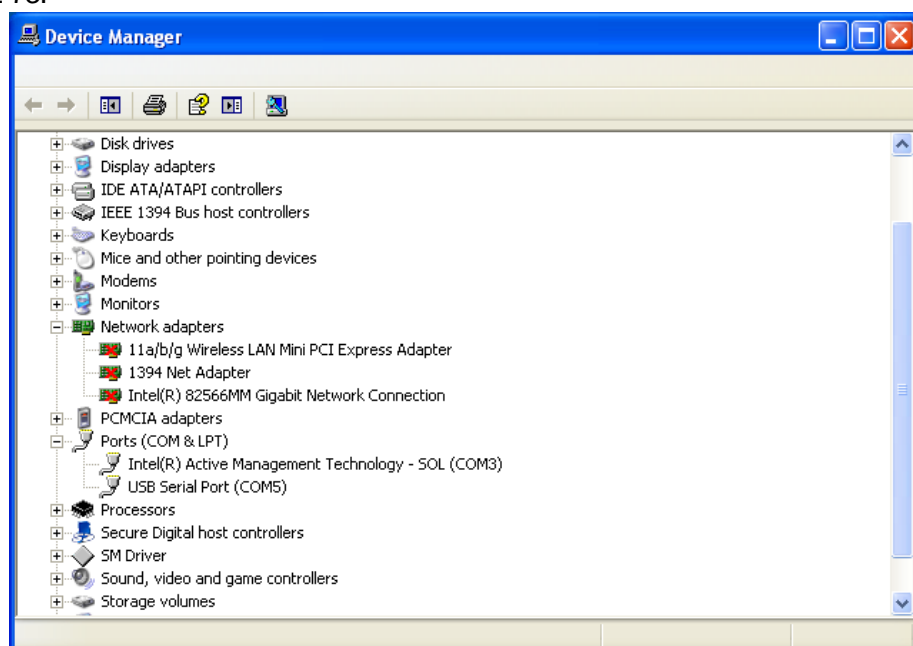 Device Manager
Disk drives
Display adapters
IDE ATA/ATAPI controllers
IEEE 1394 Bus host controllers
Keyboards
Mice and other pointing devices
Modems
Monitors
Network adapters
11a/b/g Wireless LAN Mini PCI Express Adapter
1394 Net Adapter
Intel(R) 82566MM Gigabit Network Connection
PCMCIA adapters
Ports (COM & LPT)
Intel(R) Active Management Technology - SOL (COM3)
USB Serial Port (COM5)
Processors
Secure Digital host controllers
SM Driver
Sound, video and game controllers
Storage volumes